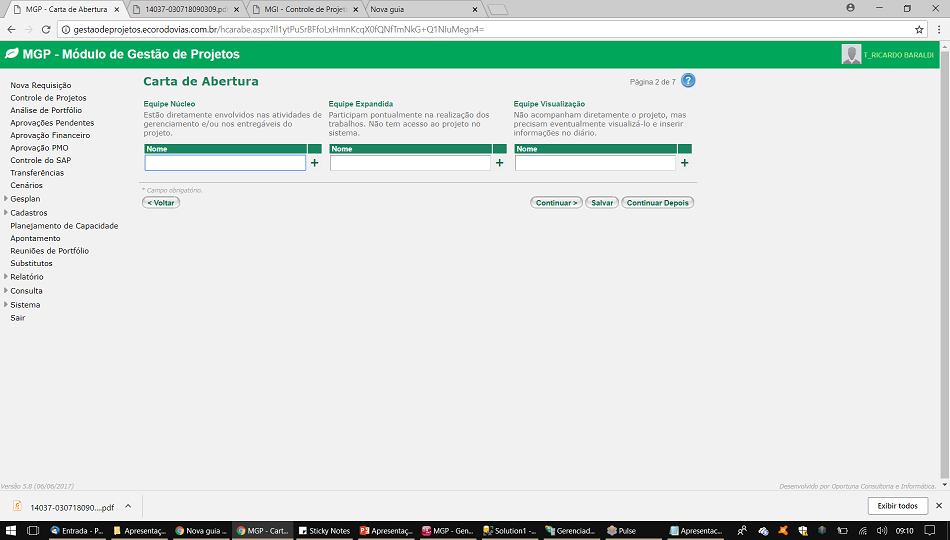 MGP - Carta de Abertura
14037-030718090309.pd
MGI - Controle de Projeto
Nova guia
gestaodeprojetos.ecorodovias.com.br/hcarabe.aspx?
MGP - Módulo de Gestão de Projetos
T_RICARDO BARALDI
Nova Requisição
Controle de Projetos
Análise de Portfólio
Aprovações Pendentes
Aprovação Financeiro
Aprovação PMO
Controle do SAP
Transferências
Cenários
Gesplan
Cadastros
Planejamento de Capacidade
Apontamento
Reuniões de Portfólio
Substitutos
Relatório
Consulta
Sistema
Sair
Carta de Abertura
Página 2 de 7
?
Equipe Núcleo
Estão diretamente envolvidos nas atividades de
gerenciamento e/ou nos entregáveis do
projeto.
Nome
+
Equipe Expandida
Participam pontualmente na realização dos
trabalhos. Não tem acesso ao projeto no
sistema.
Nome
+
Equipe Visualização
Não acompanham diretamente o projeto, mas
precisam eventualmente visualizá-lo e inserir
informações no diário.
Nome
+
* Campo obrigatório.
< Voltar
Continuar >
Salvar
Continuar Depois
Versão 5.8 (06/06/2017)
Desenvolvido por Oportuna Consultoria e Informática.
14037-030718090....pdf
Exibir todos
Entrada - P...
Apresentaç...
Nova guia ...
MGP - Cart...
Sticky Notes
Apresentaç...
MGP - Gen...
Solution1 -...
Gerenciad...
Pulse
Apresentaç...
09:10